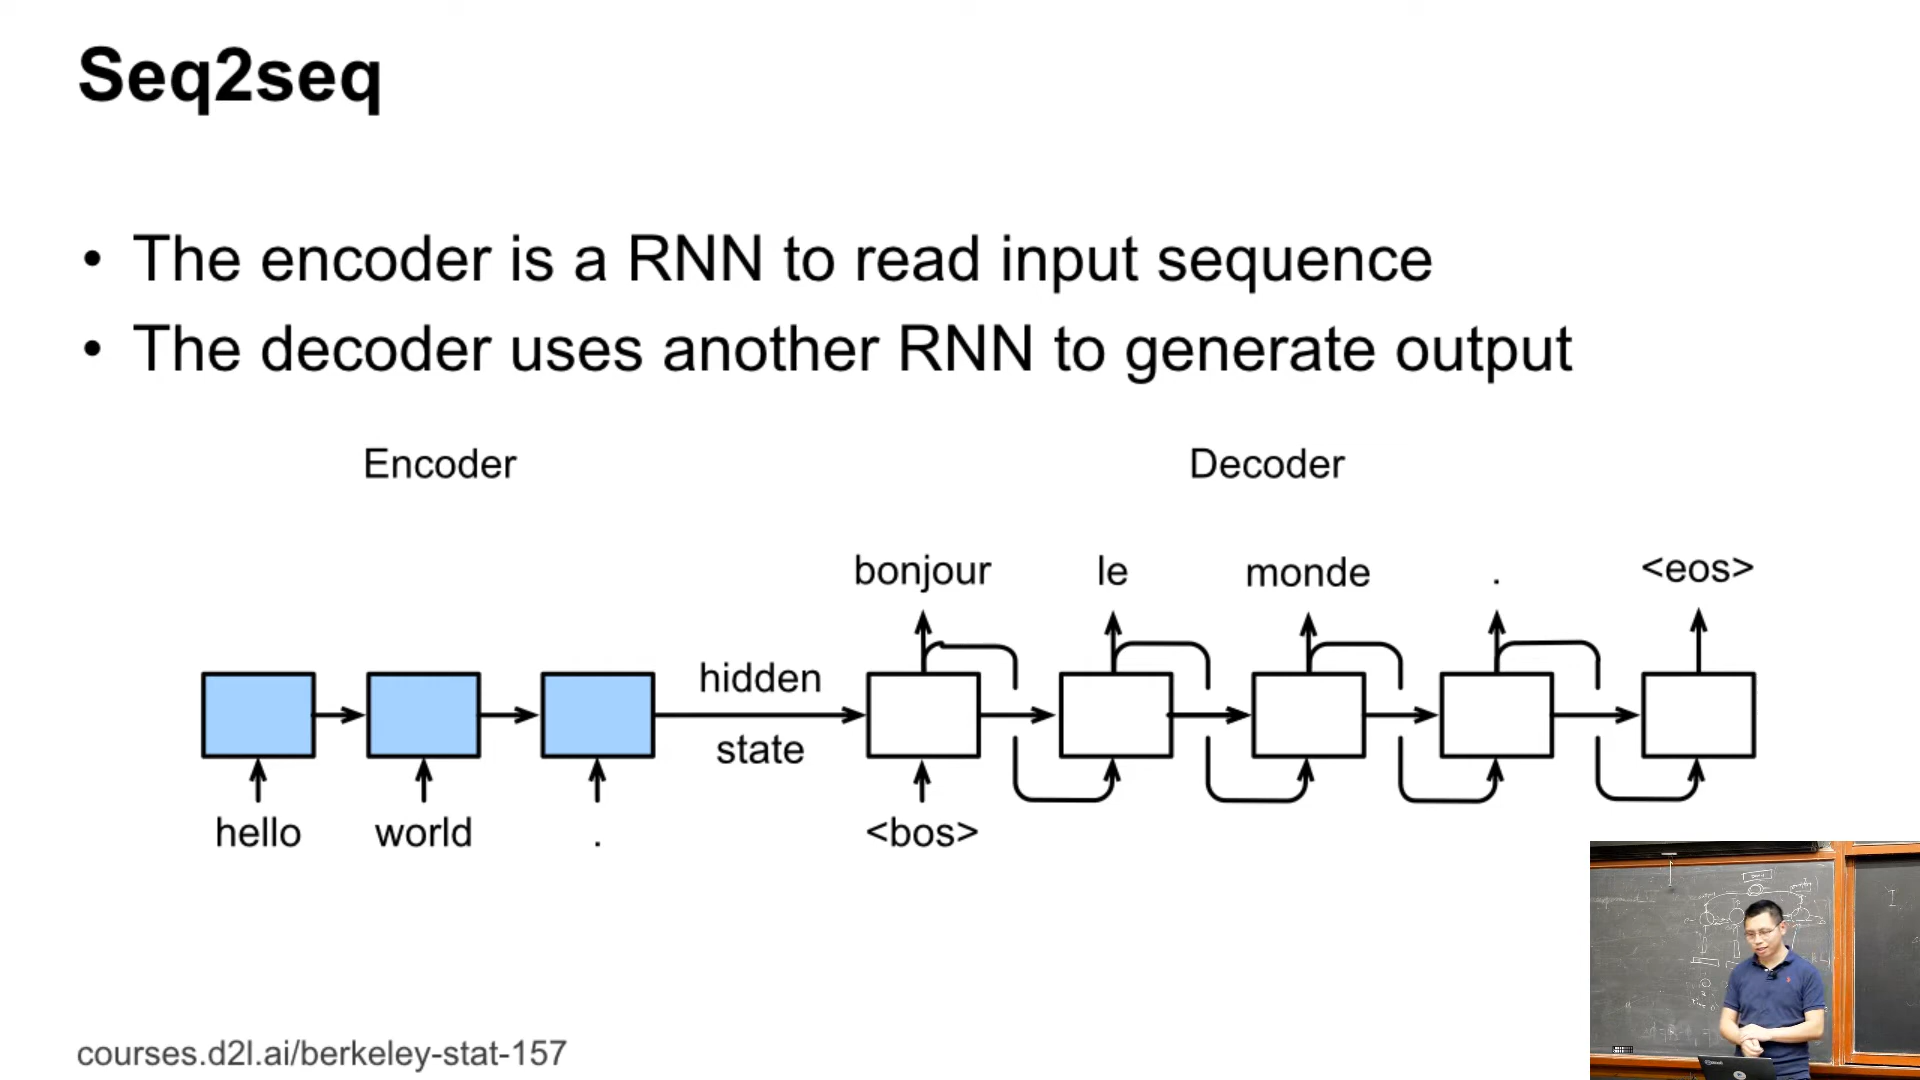 Seq2seq
• The encoder is a RNN to read input sequence
• The decoder uses another RNN to generate output
Encoder
Decoder
bonjour le monde . <eos>
hidden
state
hello world . <bos>
courses.d2l.ai/berkeley-stat-157